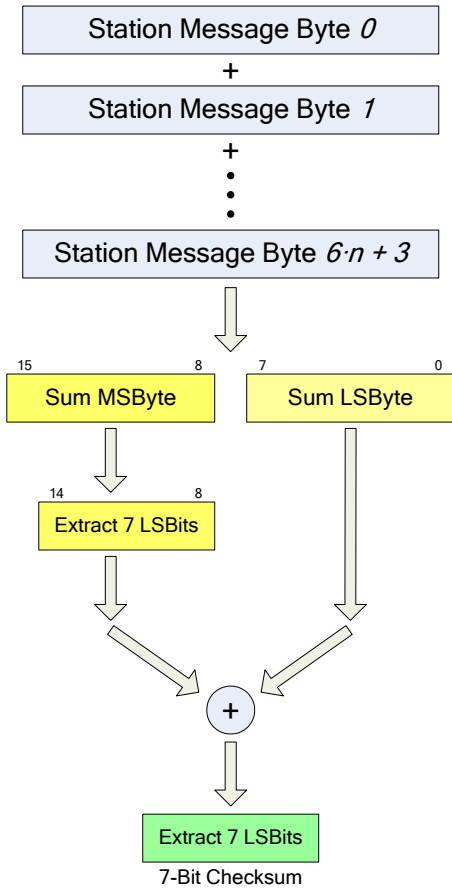 Station Message Byte 0
+
Station Message Byte 1
+
Station Message Byte 6·n + 3
15 8 7 0
Sum MSByte Sum LSByte
14 8
Extract 7 LSBits
+
Extract 7 LSBits
7-Bit Checksum